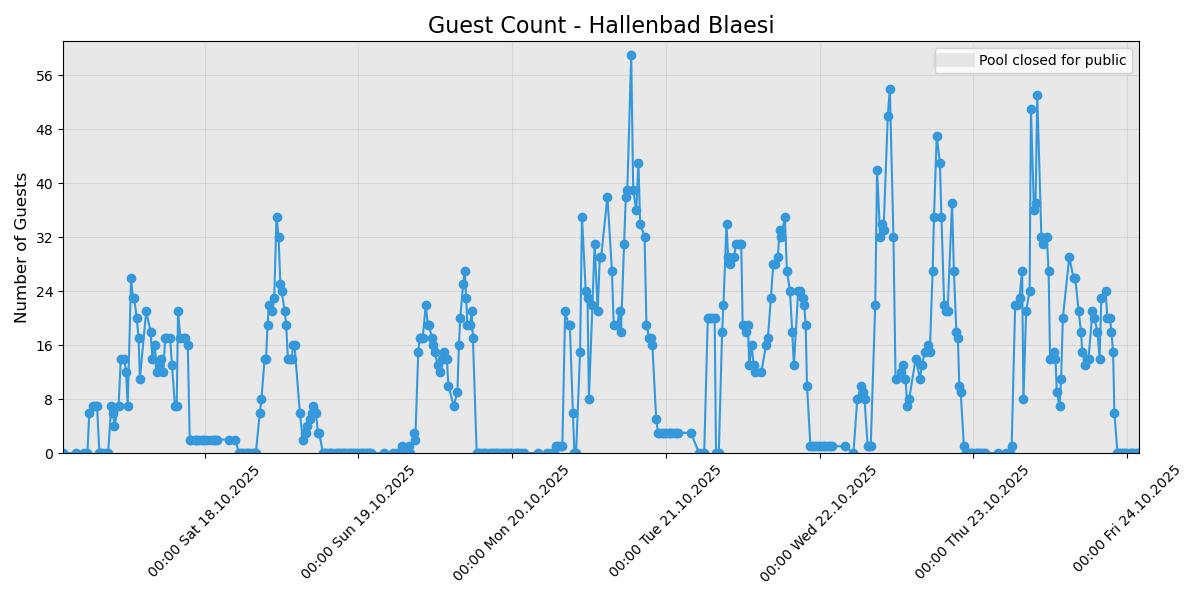 Guest Count - Hallenbad Blaesi
Pool closed for public
Number of Guests
56
48
40
32
24
16
8
0
00:00 Sat 18.10.2025
00:00 Sun 19.10.2025
00:00 Mon 20.10.2025
00:00 Tue 21.10.2025
00:00 Wed 22.10.2025
00:00 Thu 23.10.2025
00:00 Fri 24.10.2025